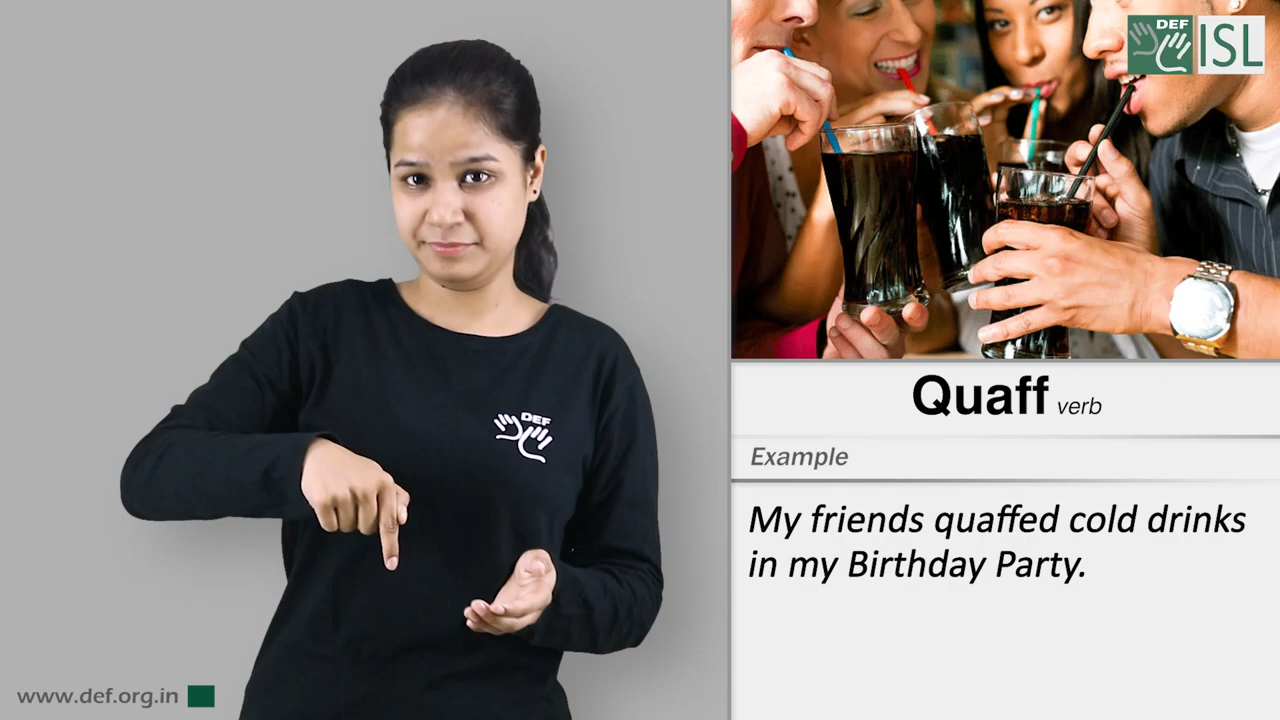 DEF
ISL
DEF
Quaff verb
Example
My friends quaffed cold drinks
in my Birthday Party.
www.def.org.in